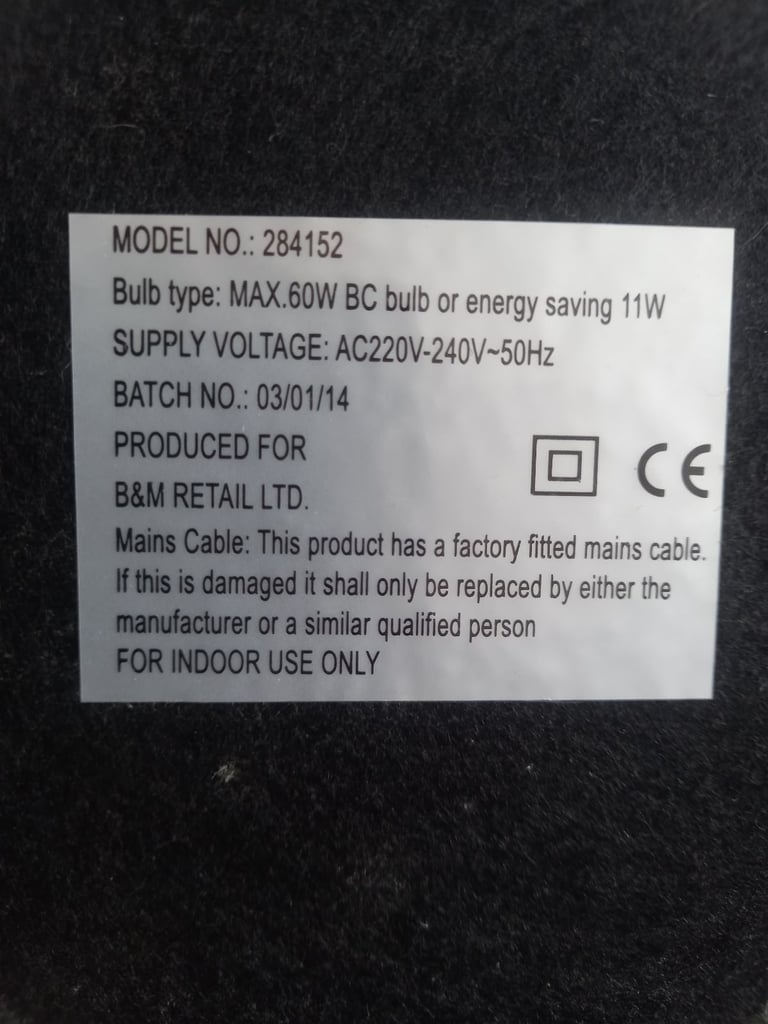 MODEL NO.: 284152
Bulb type: MAX.60W BC bulb or energy saving 11W
SUPPLY VOLTAGE: AC220V-240V~50Hz
BATCH NO.: 03/01/14
PRODUCED FOR
B&M RETAIL LTD.
CE
Mains Cable: This product has a factory fitted mains cable.
If this is damaged it shall only be replaced by either the
manufacturer or a similar qualified person
FOR INDOOR USE ONLY